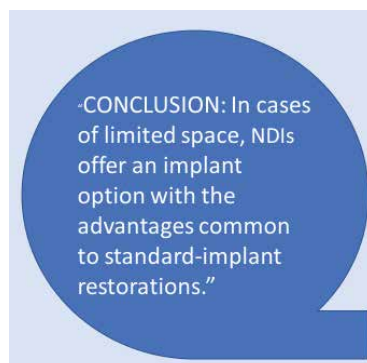 “CONCLUSION: In cases
of limited space, NDIs
offer an implant
option with the
advantages common
to standard-implant
restorations.”